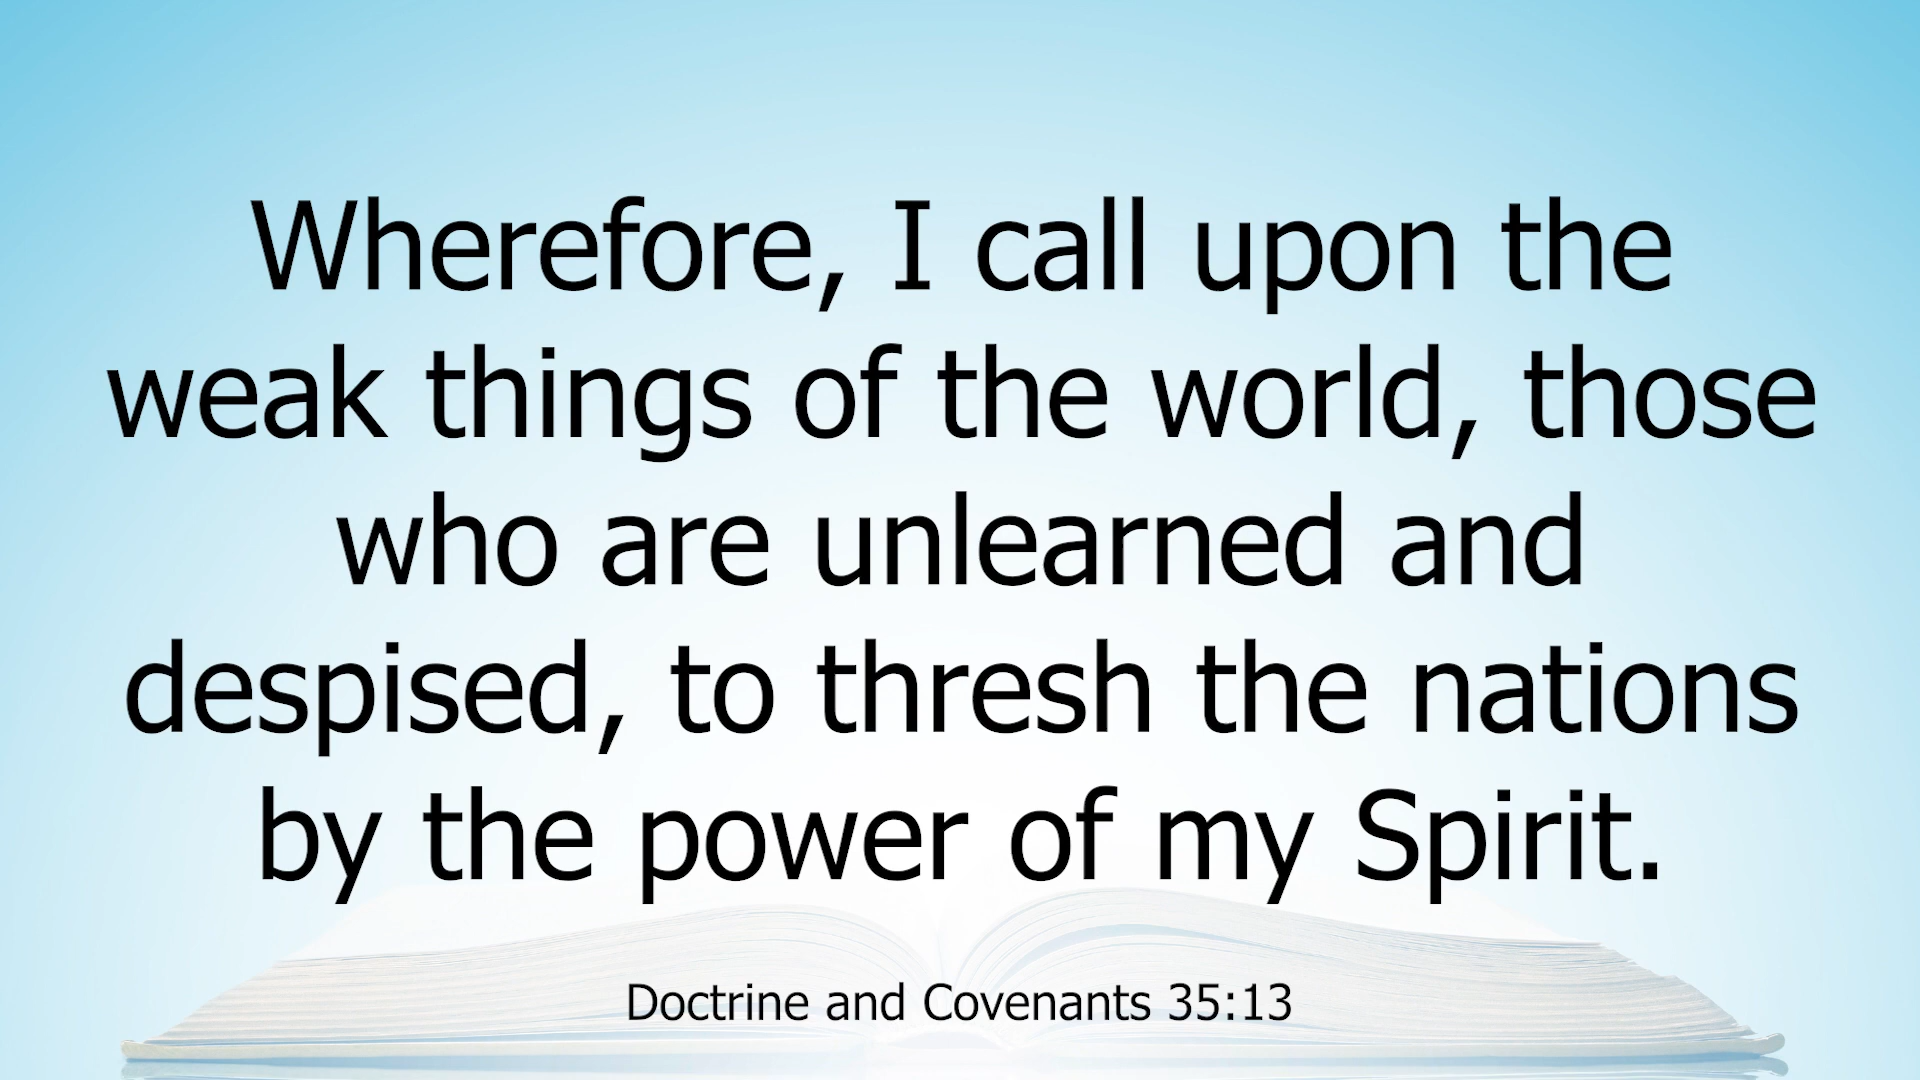 Wherefore, I call upon the
weak things of the world, those
who are unlearned and
despised, to thresh the nations
by the power of my Spirit.
Doctrine and Covenants 35:13